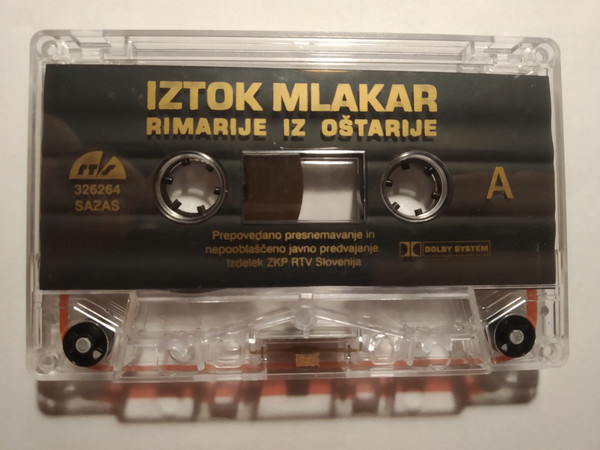 IZTOK MLAKAR
RIMARIJE IZ OŠTARIJE
RTVS
326264
SAZAS
A
Prepovedano presnemavanje in
nepooblaščeno javno predvajanje
Izdelek ZKP RTV Slovenija
DOLBY SYSTEM